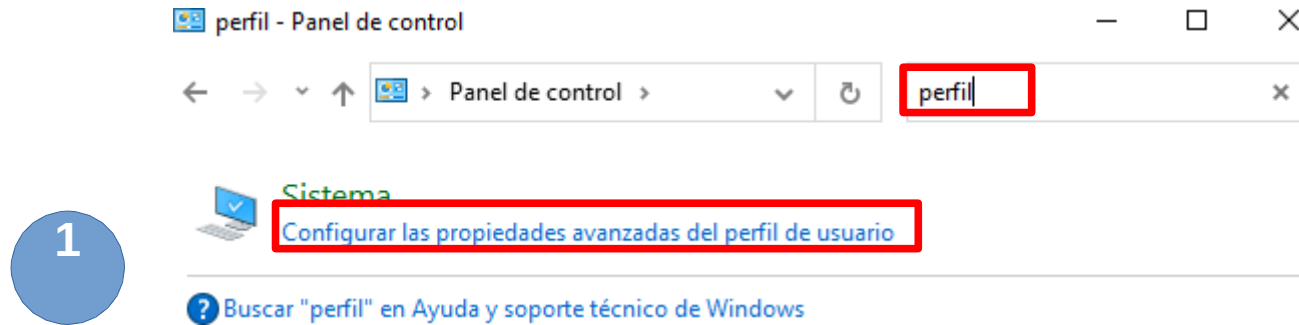 perfil - Panel de control
Panel de control
perfil
Sistema
Configurar las propiedades avanzadas del perfil de usuario
1
Buscar "perfil" en Ayuda y soporte técnico de Windows